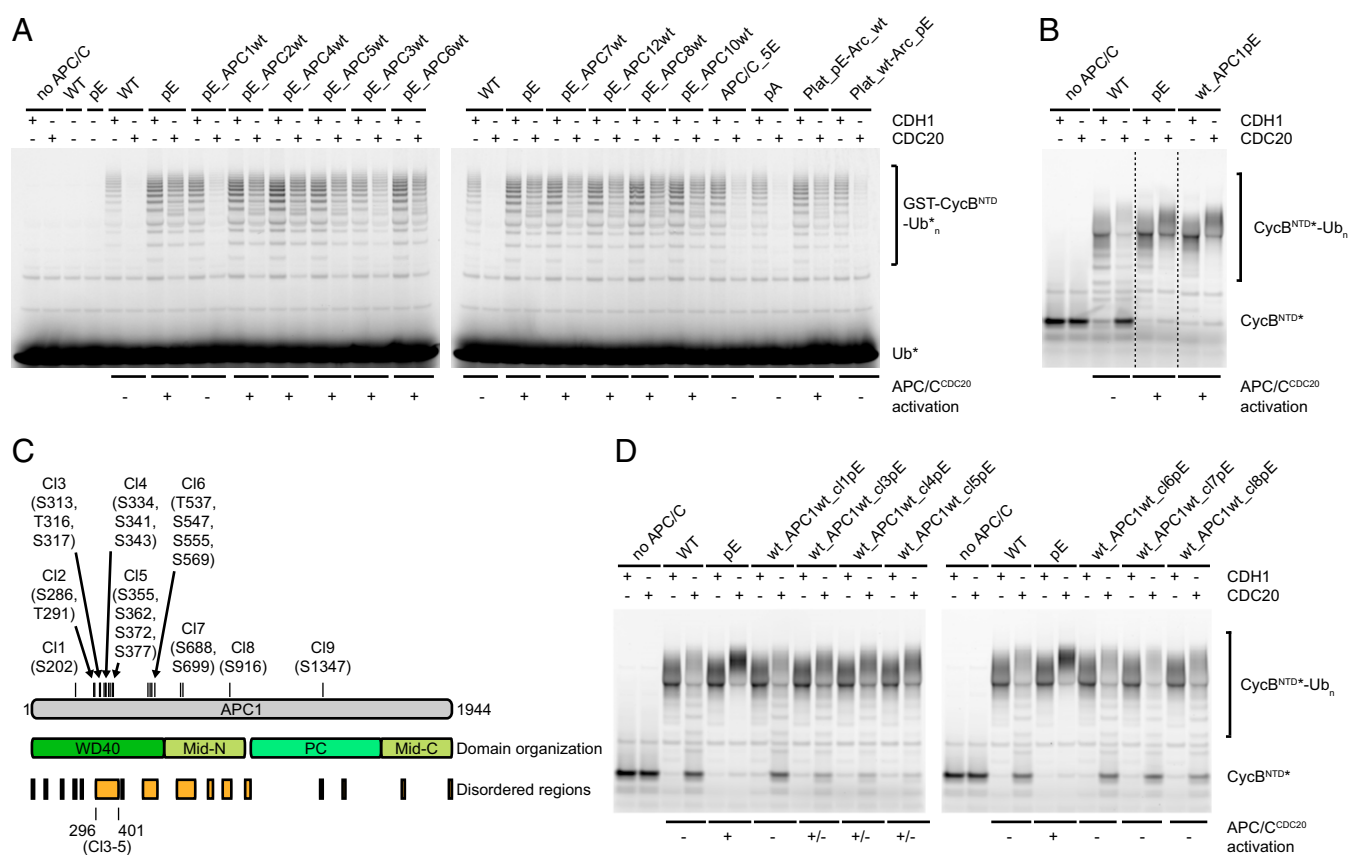 A
no APC/C
WT
pE
WT
pE
pE_APC1wt
pE_APC2wt
pE_APC4wt
pE_APC5wt
pE_APC3wt
pE_APC6wt
WT
pE
pE_APC7wt
pE_APC12wt
pE_APC8wt
pE_APC10wt
APC/C_5E
pA
Plat_pE-Arc_wt
Plat_wt-Arc_pE
+ - + - + - + - + - + - + - + - + - + - + - + - + - + - + - + - + - + - + - CDH1
- + - + - + - + - + - + - + - + - + - + - + - + - + - + - + - + - + - + - + CDC20
GST-CycB^NTD
-Ub*n
Ub*
- + - + + + + + - + + + + + - - + - APC/C^CDC20
activation
B
no APC/C
WT
pE
wt_APC1pE
+ - + - + - + - CDH1
- + - + - + - + CDC20
CycB^NTD*-Ubn
CycB^NTD*
- + + APC/C^CDC20
activation
C
Cl3
(S313,
T316,
S317)
Cl4
(S334,
S341,
S343)
Cl6
(T537,
S547,
S555,
S569)
Cl2
(S286,
T291)
Cl5
(S355,
S362,
S372,
S377)
Cl1
(S202)
Cl7
(S688,
S699)
Cl8
(S916)
Cl9
(S1347)
1 APC1 1944
WD40 Mid-N PC Mid-C Domain organization
Disordered regions
296 401
(Cl3-5)
D
no APC/C
WT
pE
wt_APC1wt_cl1pE
wt_APC1wt_cl3pE
wt_APC1wt_cl4pE
wt_APC1wt_cl5pE
no APC/C
WT
pE
wt_APC1wt_cl6pE
wt_APC1wt_cl7pE
wt_APC1wt_cl8pE
+ - + - + - + - + - + - + - + - + - + - + - + - + - CDH1
- + - + - + - + - + - + - + - + - + - + - + - + - + CDC20
CycB^NTD*-Ubn
CycB^NTD*
- + - +/- +/- +/- - + - - - APC/C^CDC20
activation